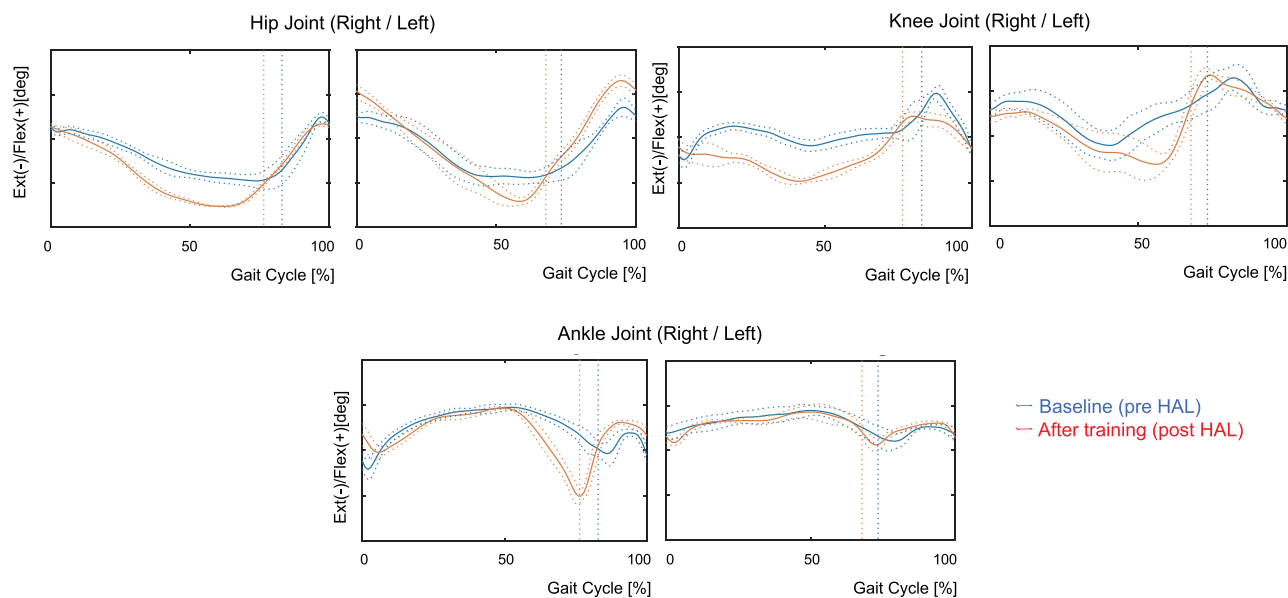 Hip Joint (Right / Left)
Knee Joint (Right / Left)
Ext(-)/Flex(+)[deg]
0 50 100
0 50 100
Gait Cycle [%]
Gait Cycle [%]
Ext(-)/Flex(+)[deg]
0 50 100
0 50 100
Gait Cycle [%]
Gait Cycle [%]
Ankle Joint (Right / Left)
Ext(-)/Flex(+)[deg]
0 50 100
0 50 100
Gait Cycle [%]
Gait Cycle [%]
Baseline (pre HAL)
After training (post HAL)